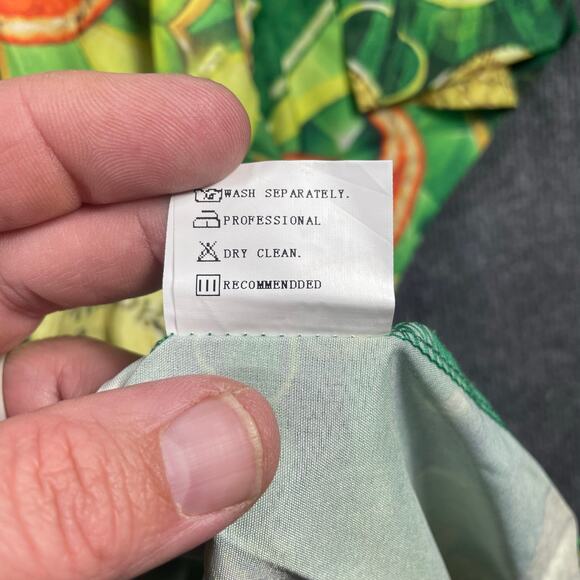 WASH SEPARATELY.
PROFESSIONAL
DRY CLEAN.
RECOMMENDDED